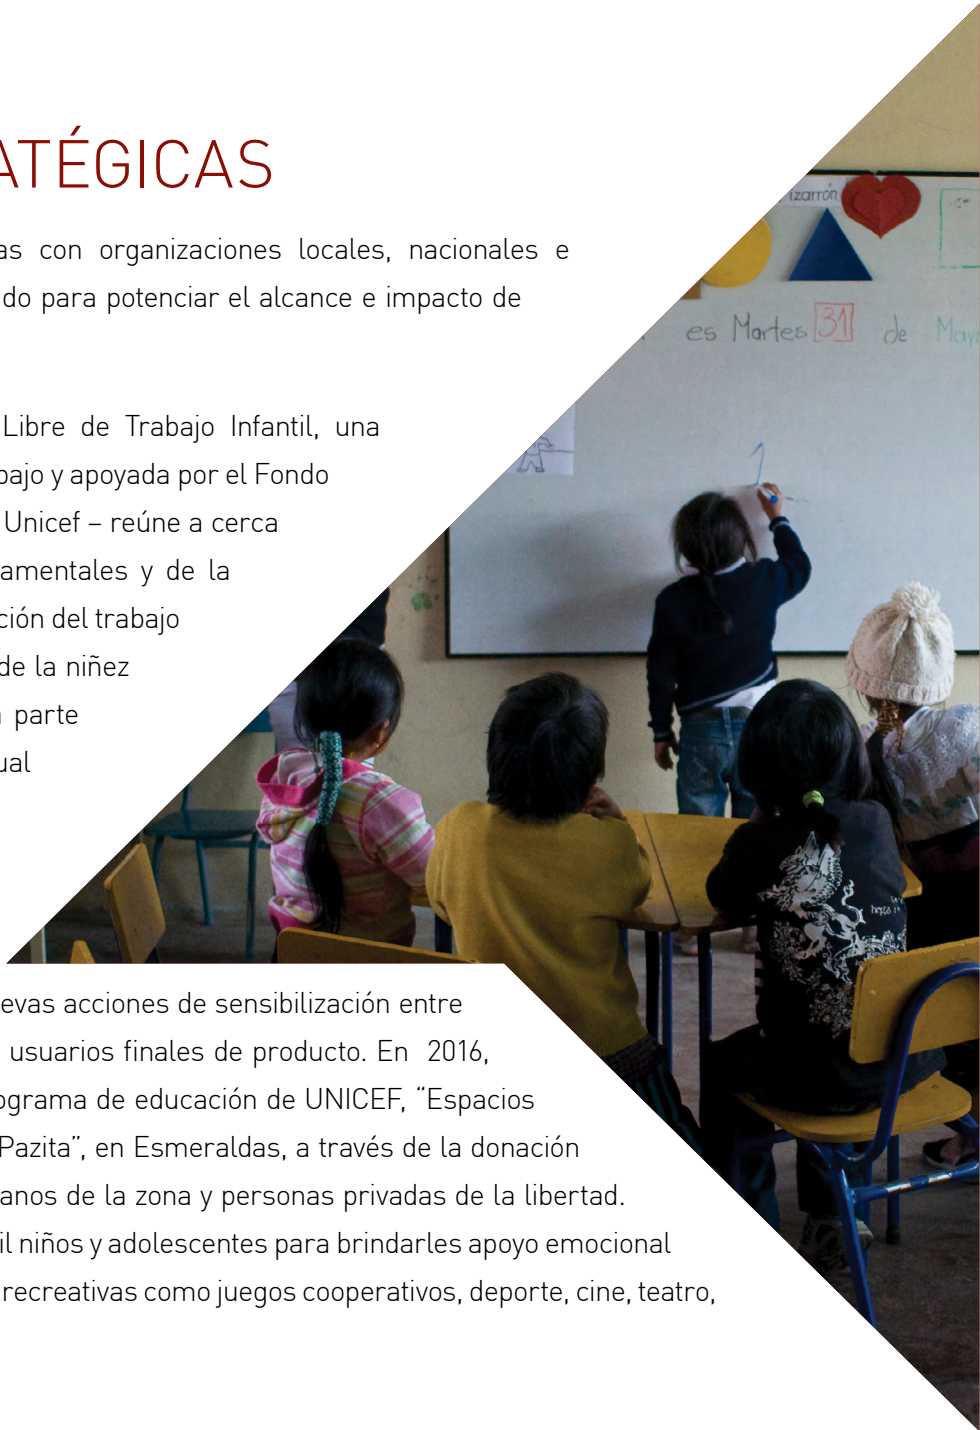 ATÉGICAS
as con organizaciones locales, nacionales e
do para potenciar el alcance e impacto de
Libre de Trabajo Infantil, una
bajo y apoyada por el Fondo
Unicef – reúne a cerca
amentales y de la
ción del trabajo
de la niñez
parte
ual
izarrón
es Martes 31 de Mayo
evas acciones de sensibilización entre
usuarios finales de producto. En 2016,
ograma de educación de UNICEF, “Espacios
Pazita”, en Esmeraldas, a través de la donación
anos de la zona y personas privadas de la libertad.
il niños y adolescentes para brindarles apoyo emocional
recreativas como juegos cooperativos, deporte, cine, teatro,